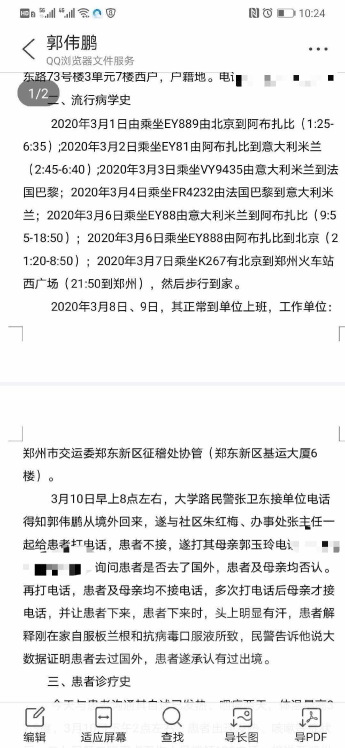 10:24
郭伟鹏
QQ浏览器文件服务
东路73号楼3单元7楼西户，户籍地。电
1/2
二、流行病学史
2020年3月1日由乘坐EY889由北京到阿布扎比（1:25-
6:35）;2020年3月2日乘坐EY81由阿布扎比到意大利米兰
（2:45-6:40）;2020年3月3日乘坐VY9435由意大利米兰到法
国巴黎；2020年3月4日乘坐FR4232由法国巴黎到意大利米
兰；2020年3月6日乘坐EY88由意大利米兰到阿布扎比（9:5
5-18:50）；2020年3月6日乘坐EY888由阿布扎比到北京（2
1:20-8:50）；2020年3月7日乘坐K267有北京到郑州火车站
西广场（21:50到郑州），然后步行到家。
2020年3月8日、9日，其正常到单位上班，工作单位：
郑州市交运委郑东新区征稽处协管（郑东新区基运大厦6
楼）。
3月10日早上8点左右，大学路民警张卫东接单位电话
得知郭伟鹏从境外回来，遂与社区朱红梅、办事处张主任一
起给患者打电话，患者不接，遂打其母亲郭玉玲电
，询问患者是否去了国外，患者及母亲均否认。
再打电话，患者及母亲均不接电话，多次打电话后母亲才接
电话，并让患者下来，患者下来时，头上明显有汗，患者解
释刚在家自服板兰根和抗病毒口服液所致，民警告诉他说大
数据证明患者去过国外，患者遂承认有过出境。
三、患者诊疗史
编辑
适应屏幕
查找
导长图
导PDF